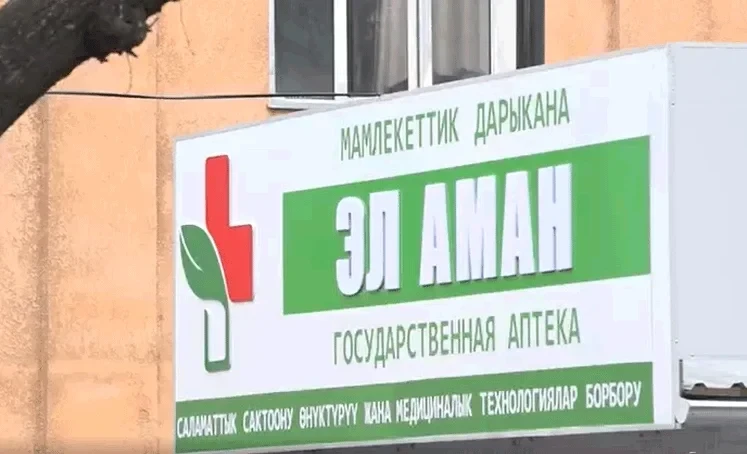 МАМЛЕКЕТТИК ДАРЫКАНА
ЭЛ АМАН
ГОСУДАРСТВЕННАЯ АПТЕКА
САЛАМАТТЫК САКТООНУ ӨНҮКТҮРҮҮ ЖАНА МЕДИЦИНАЛЫК ТЕХНОЛОГИЯЛАР БОРБОРУ